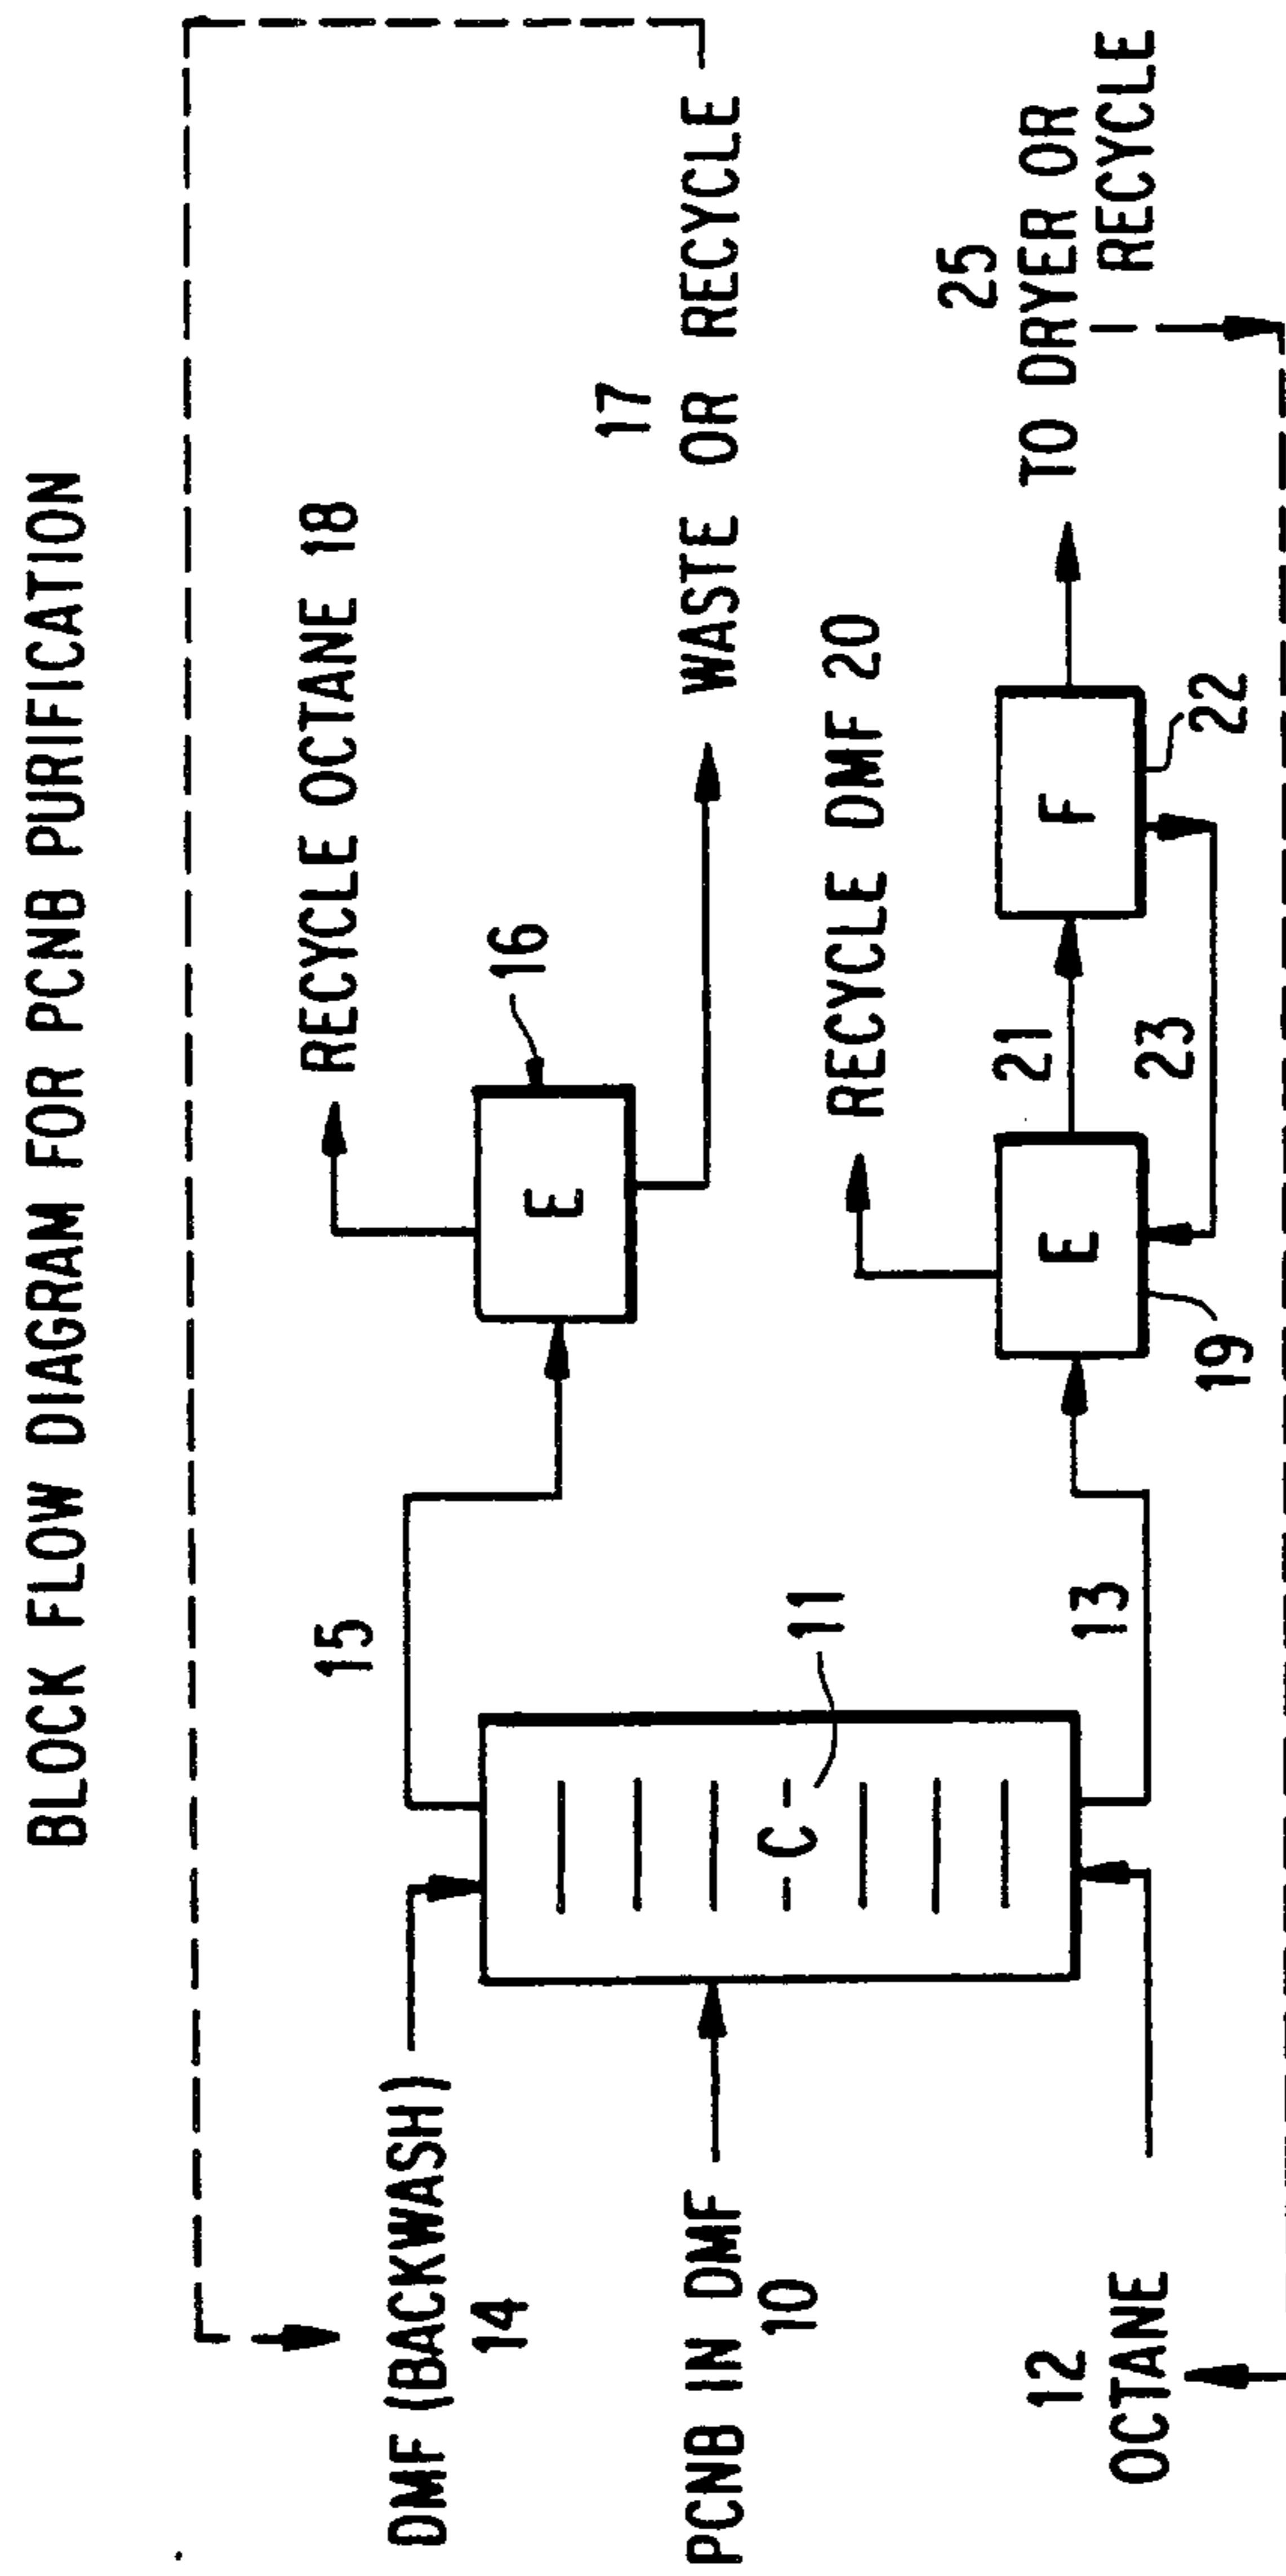 BLOCK FLOW DIAGRAM FOR PCNB PURIFICATION
RECYCLE OCTANE 18
15
DMF (BACKWASH)
14
16
E
17
WASTE OR RECYCLE
PCNB IN DMF
10
-C-
11
RECYCLE DMF 20
25
TO DRYER OR
RECYCLE
12
OCTANE
13
E
19
21
23
F
22